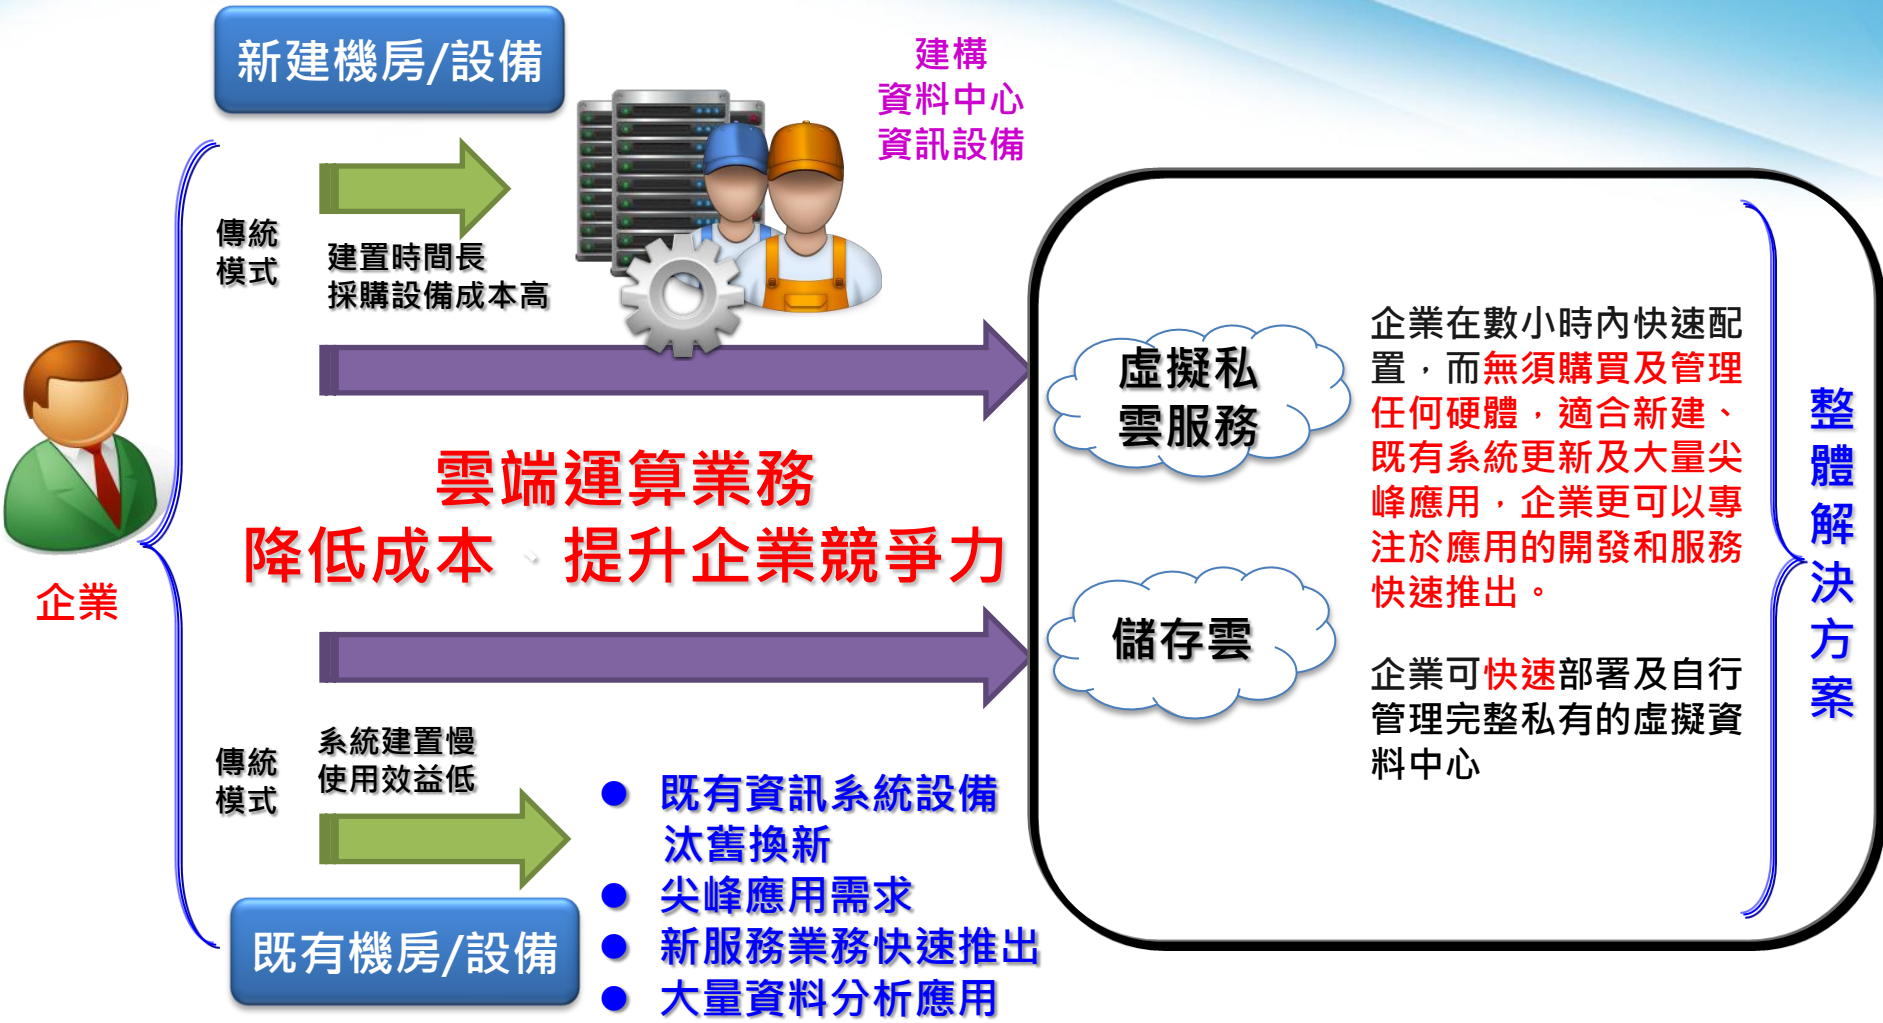 新建機房/設備
建構
資料中心
資訊設備
傳統
模式
建置時間長
採購設備成本高
企業
雲端運算業務
降低成本、提升企業競爭力
傳統
模式
系統建置慢
使用效益低
● 既有資訊系統設備
汰舊換新
● 尖峰應用需求
● 新服務業務快速推出
● 大量資料分析應用
既有機房/設備
虛擬私
雲服務
儲存雲
企業在數小時內快速配
置，而無須購買及管理
任何硬體，適合新建、
既有系統更新及大量尖
峰應用，企業更可以專
注於應用的開發和服務
快速推出。
企業可快速部署及自行
管理完整私有的虛擬資
料中心
整
體
解
決
方
案